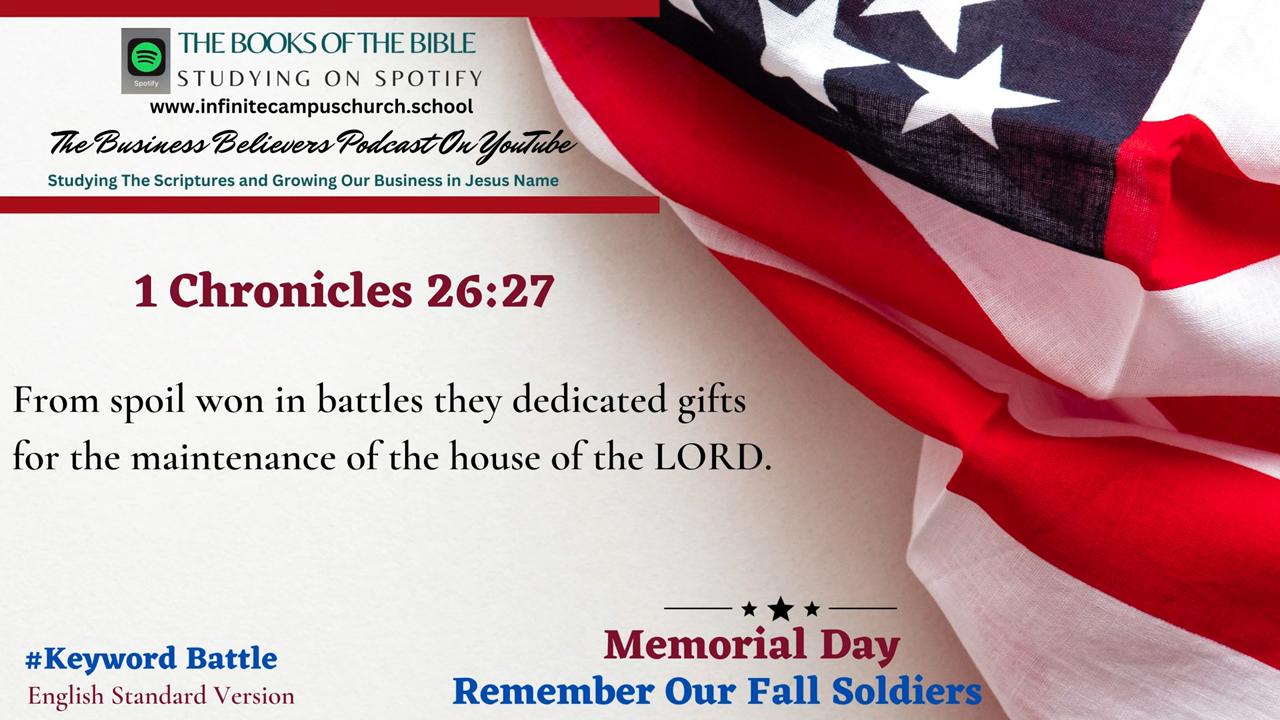 THE BOOKS OF THE BIBLE
Spotify
STUDYING ON SPOTIFY
www.infinitecampuschurch.school
The Business Believers Podcast On YouTube
Studying The Scriptures and Growing Our Business in Jesus Name
1 Chronicles 26:27
From spoil won in battles they dedicated gifts
for the maintenance of the house of the LORD.
#Keyword Battle
English Standard Version
Memorial Day
Remember Our Fall Soldiers